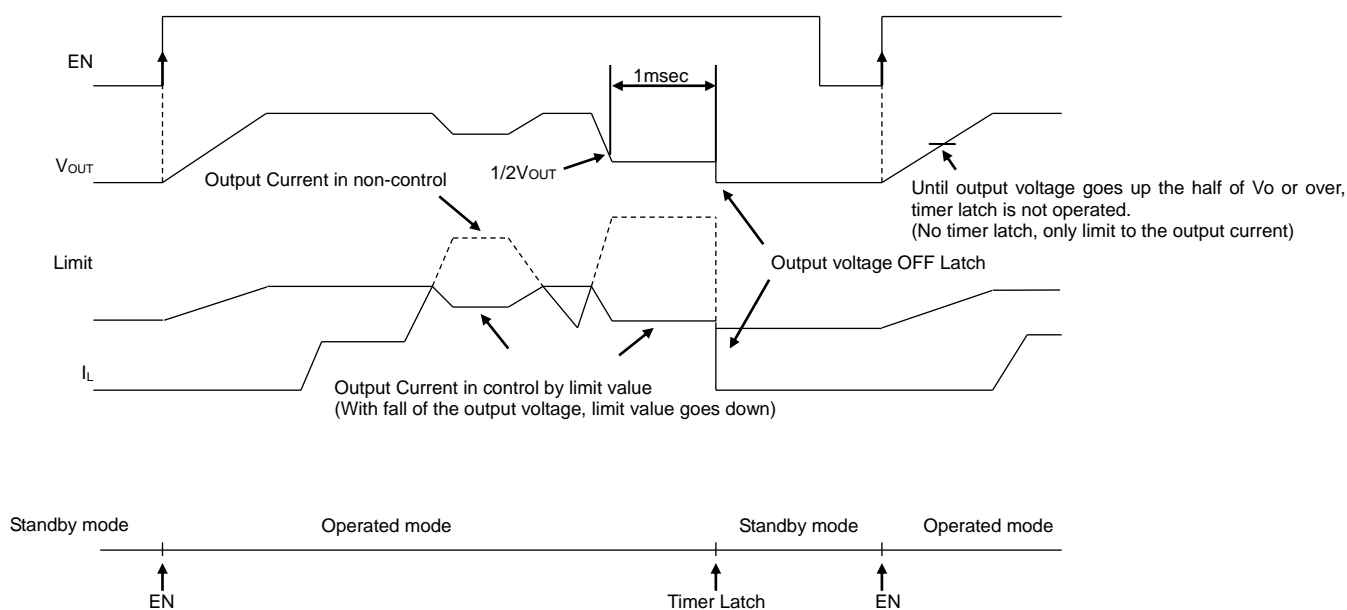 EN
1msec
VOUT
1/2VOUT
Output Current in non-control
Until output voltage goes up the half of Vo or over,
timer latch is not operated.
(No timer latch, only limit to the output current)
Limit
Output voltage OFF Latch
IL
Output Current in control by limit value
(With fall of the output voltage, limit value goes down)
Standby mode
Operated mode
Standby mode
Operated mode
EN
Timer Latch
EN